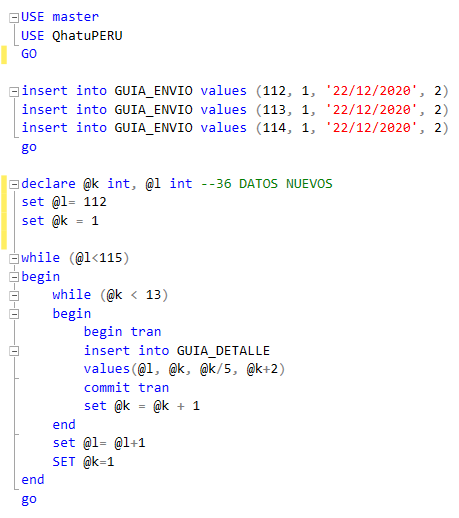 USE master
USE QhatuPERU
GO
insert into GUIA_ENVIO values (112, 1, '22/12/2020', 2)
insert into GUIA_ENVIO values (113, 1, '22/12/2020', 2)
insert into GUIA_ENVIO values (114, 1, '22/12/2020', 2)
go
declare @k int, @l int --36 DATOS NUEVOS
set @l= 112
set @k = 1
while (@l<115)
begin
while (@k < 13)
begin
begin tran
insert into GUIA_DETALLE
values(@l, @k, @k/5, @k+2)
commit tran
set @k = @k + 1
end
set @l= @l+1
SET @k=1
end
go